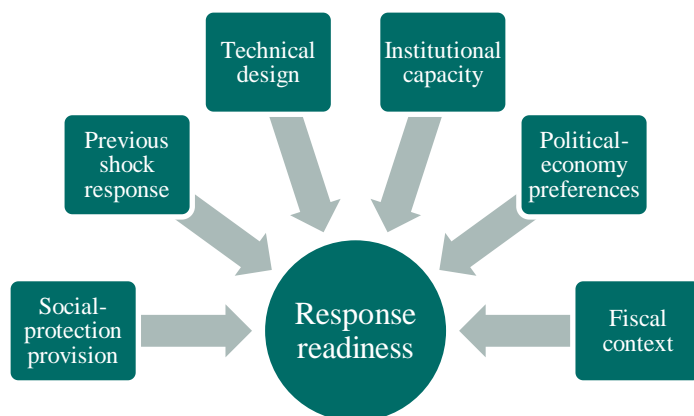 Technical
design
Institutional
capacity
Previous
shock
response
Political-
economy
preferences
Social-
protection
provision
Response
readiness
Fiscal
context